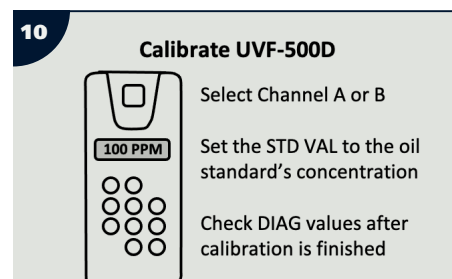 10
Calibrate UVF-500D
Select Channel A or B
100 PPM
Set the STD VAL to the oil
standard's concentration
Check DIAG values after
calibration is finished